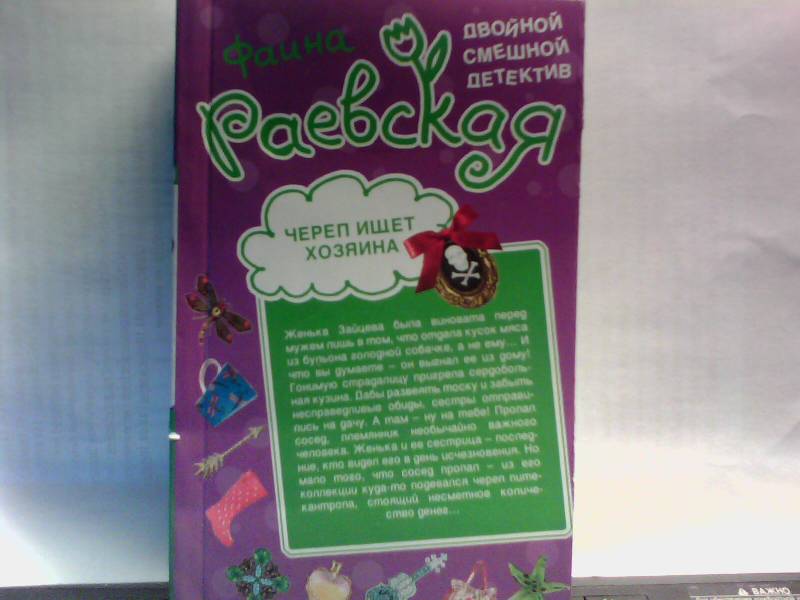 Фаина
Раевская
ДВОЙНОЙ
СМЕШНОЙ
ДЕТЕКТИВ
ЧЕРЕП ИЩЕТ
ХОЗЯИНА
Женька Зайцева была виновата перед
мужем лишь в том, что отдала кусок мяса
из бульона голодной собачке, а не ему... И
что вы думаете – он выгнал ее из дому!
Гонимую страдалицу пригрела сердоболь-
ная кузина. Дабы развеять тоску и забыть
несправедливые обиды, сестры отправи-
лись на дачу. А там – ну на тебе! Пропал
сосед, племянник необычайно важного
человека. Женька и ее сестрица – послед-
ние, кто видел его в день исчезновения. Но
мало того, что сосед пропал – из его
коллекции куда-то подевался череп пите-
кантропа, стоящий несметное количе-
ство денег...
ВАЖНО